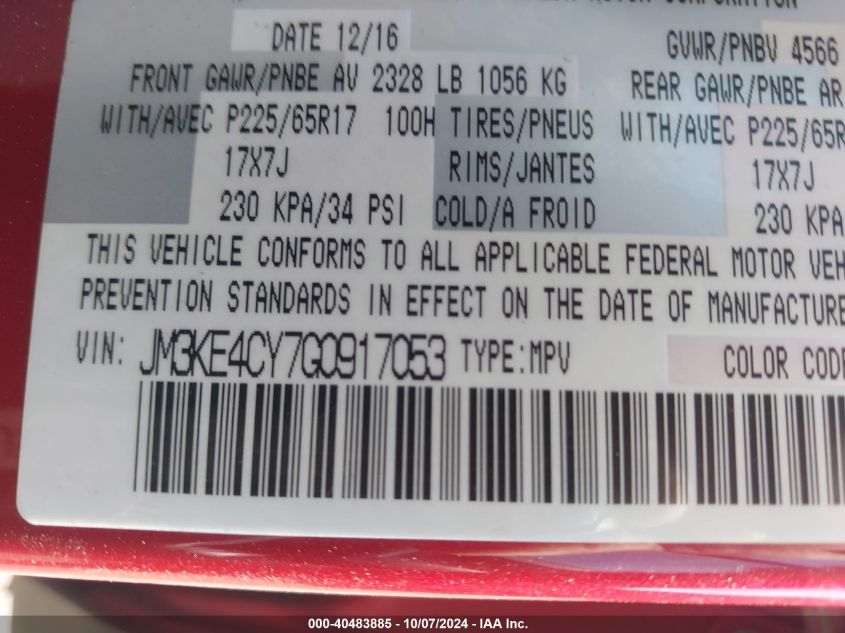 MOTOR CORPORATION
DATE 12/16
GVWR/PNBV 4566
FRONT GAWR/PNBE AV 2328 LB 1056 KG
REAR GAWR/PNBE AR
WITH/AVEC P225/65R17 100H TIRES/PNEUS WITH/AVEC P225/65R
17X7J RIMS/JANTES 17X7J
230 KPA/34 PSI COLD/A FROID 230 KPA
THIS VEHICLE CONFORMS TO ALL APPLICABLE FEDERAL MOTOR VEH
PREVENTION STANDARDS IN EFFECT ON THE DATE OF MANUFACTURE
VIN: JM3KE4CY7G0917053 TYPE:MPV COLOR CODE
000-40483885 - 10/07/2024 - IAA Inc.